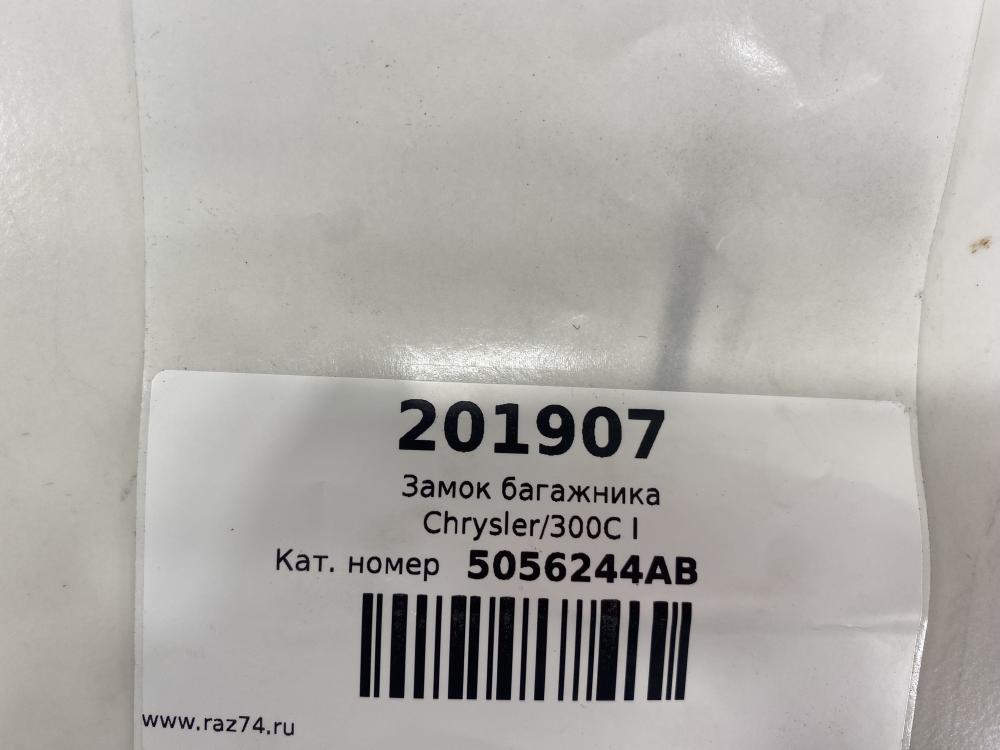 201907
Замок багажника
Chrysler/300C I
Кат. номер 5056244AB
www.raz74.ru